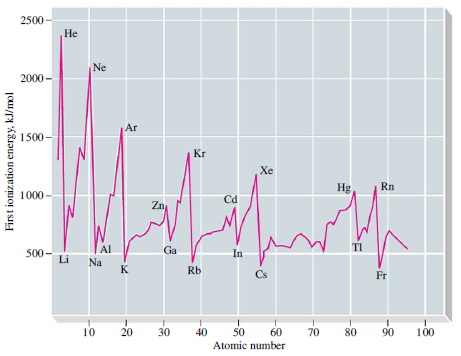 2500
He
Ne
2000
Ar
1500
Kr
Xe
Hg
Rn
Zn
Cd
1000
Al
Ga
In
Tl
500
Li
Na
K
Rb
Cs
Fr
10 20 30 40 50 60 70 80 90 100
Atomic number
First ionization energy, kJ/mol